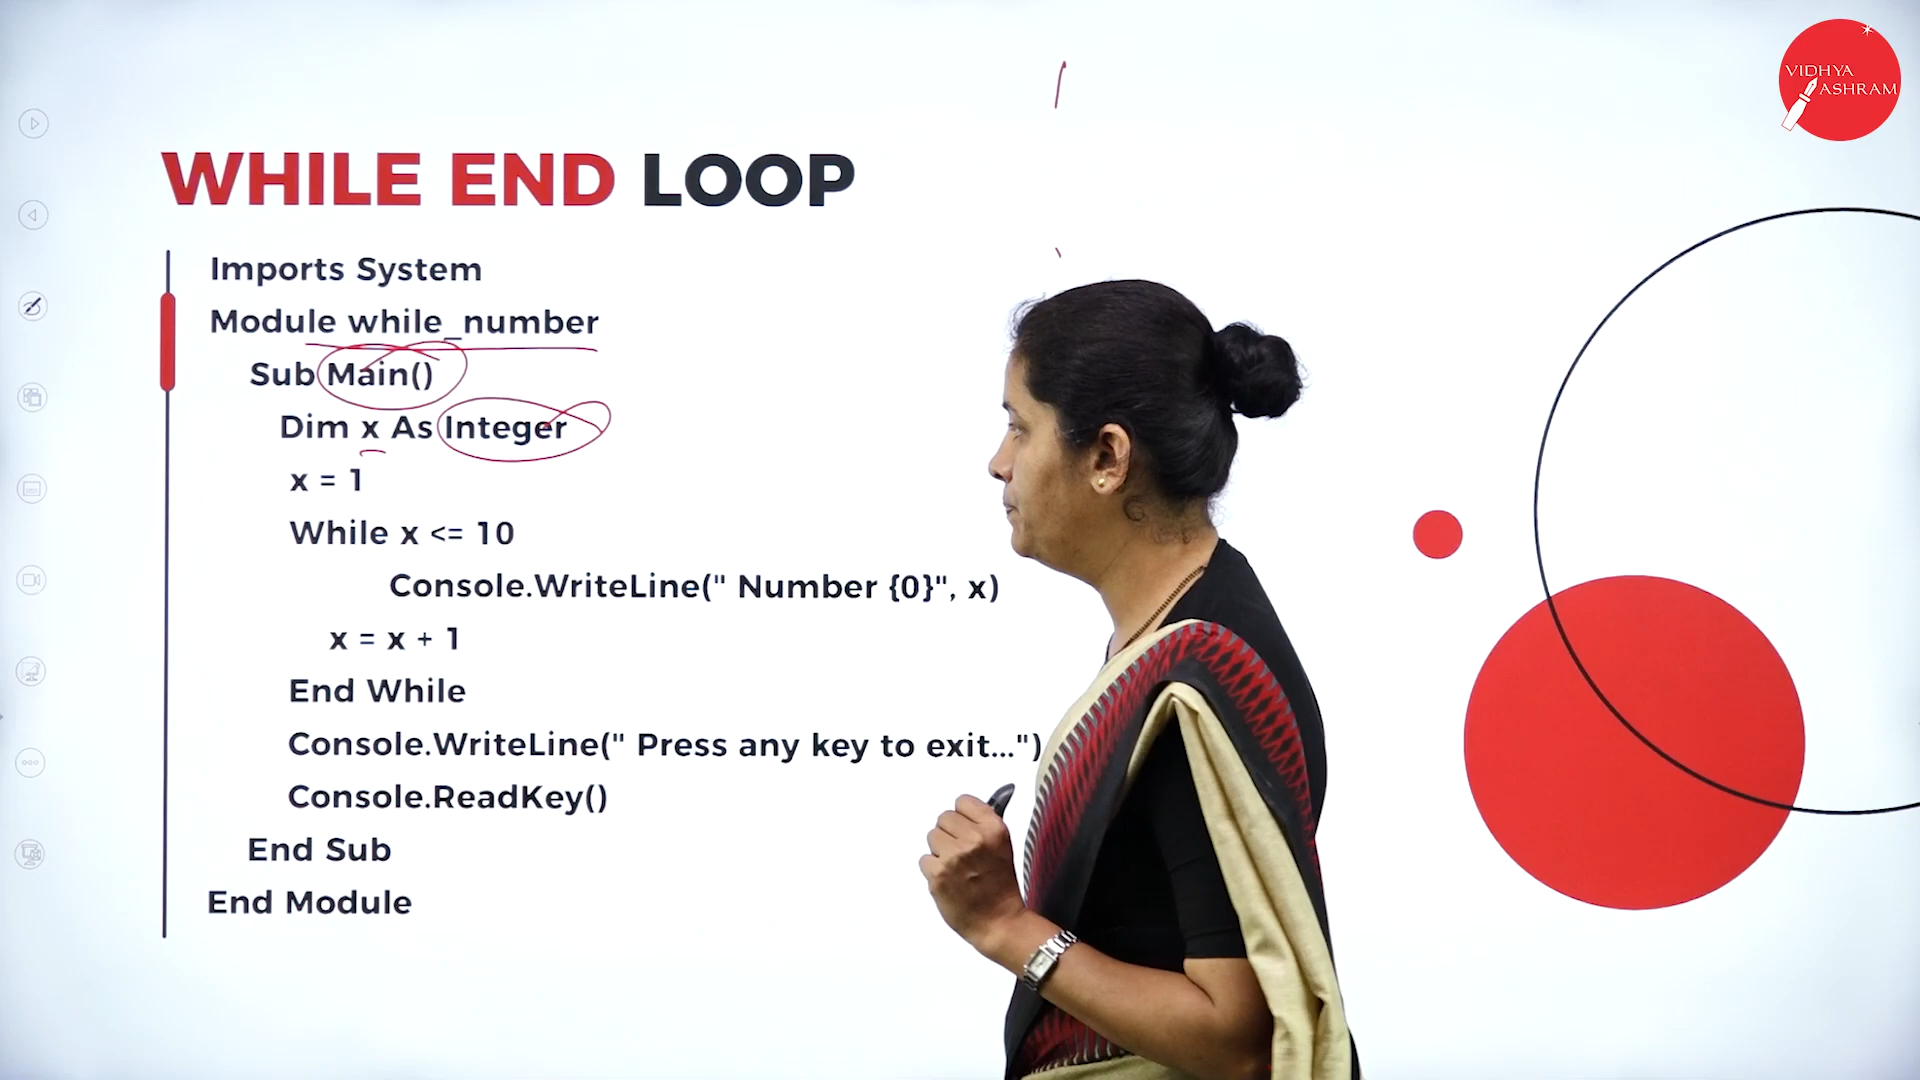 VIDHYA
ASHRAM
WHILE END LOOP
Imports System
Module while_number
Sub Main()
Dim x As Integer
x = 1
While x <= 10
Console.WriteLine(" Number {0}", x)
x = x + 1
End While
Console.WriteLine(" Press any key to exit...")
Console.ReadKey()
End Sub
End Module